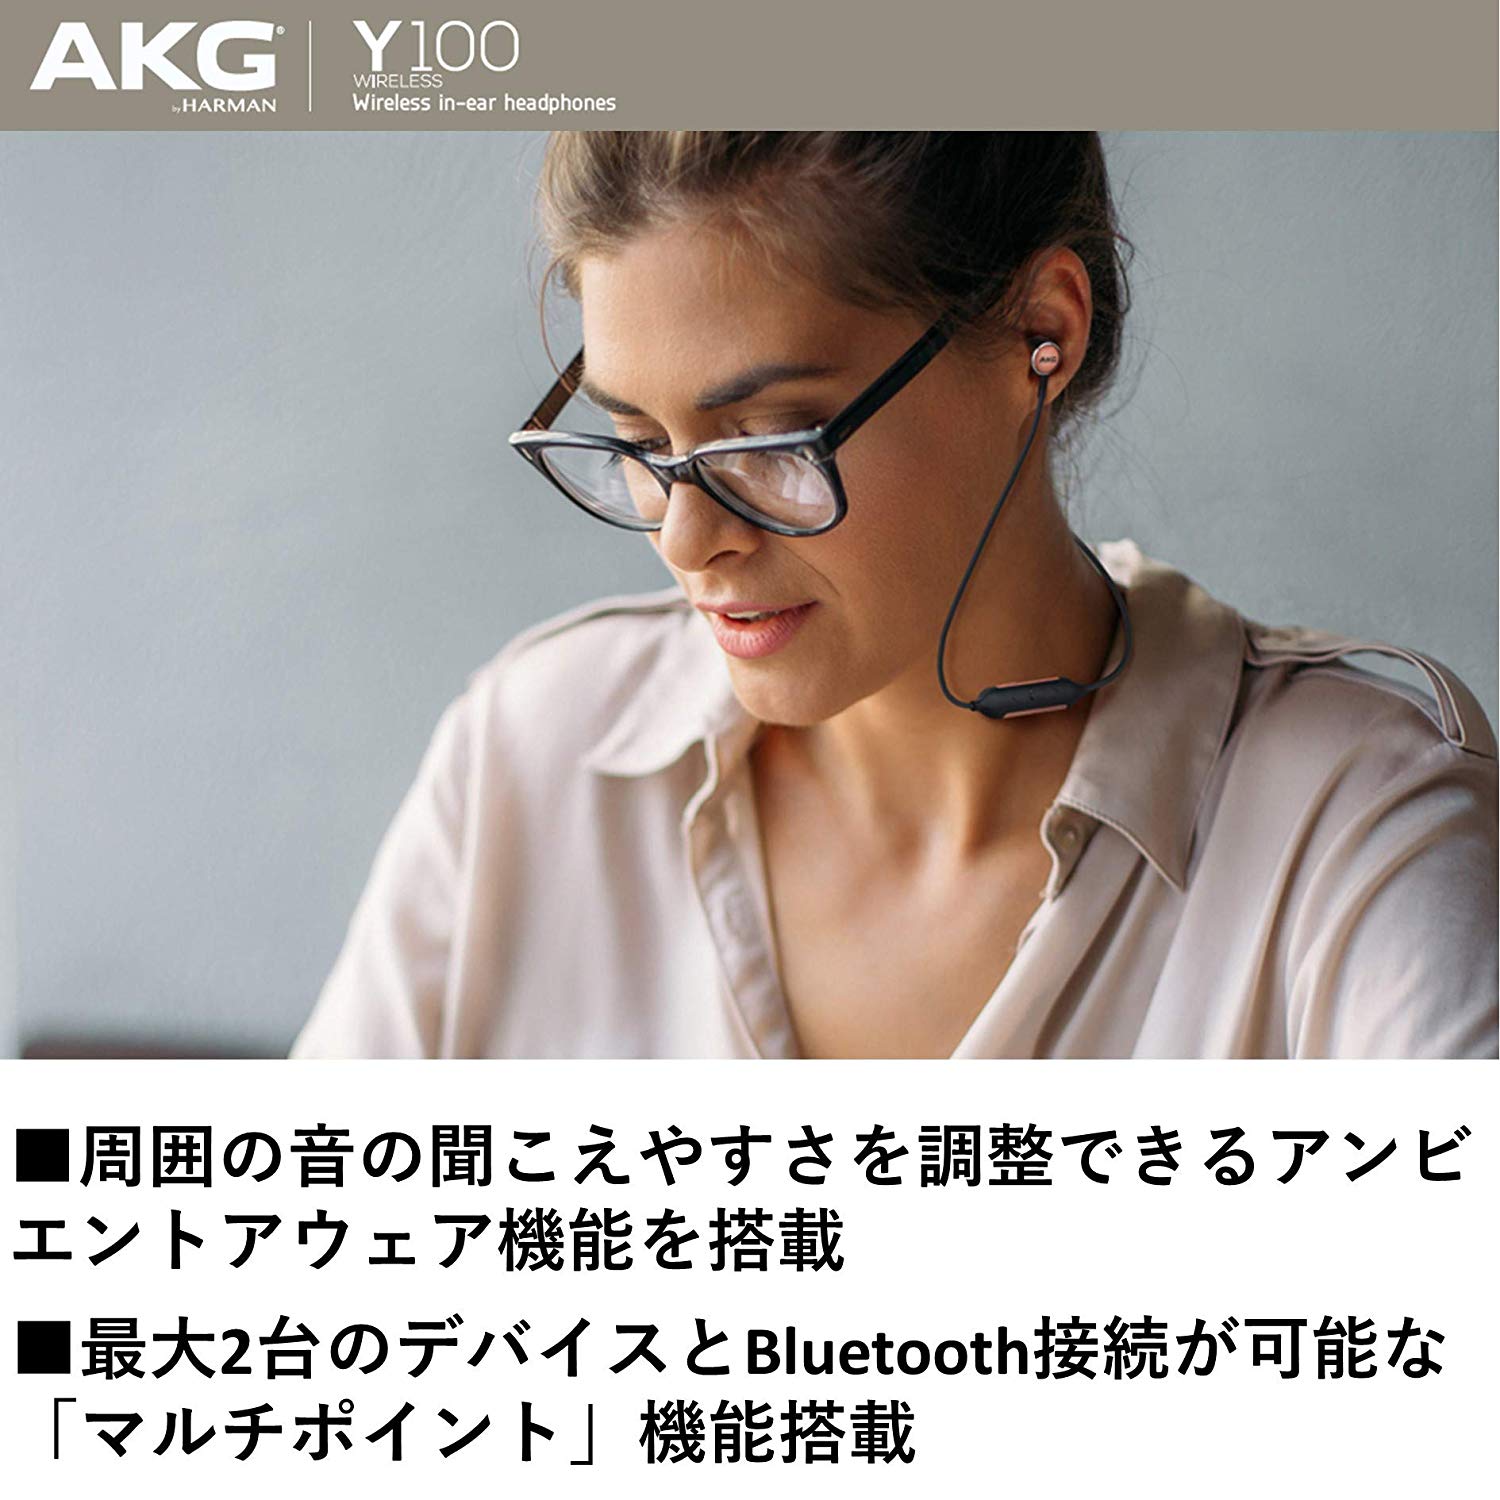 AKG®
by HARMAN
Y100
WIRELESS
Wireless in-ear headphones
AKG
■周囲の音の聞こえやすさを調整できるアンビ
エントアウェア機能を搭載
■最大2台のデバイスとBluetooth接続が可能な
「マルチポイント」機能搭載